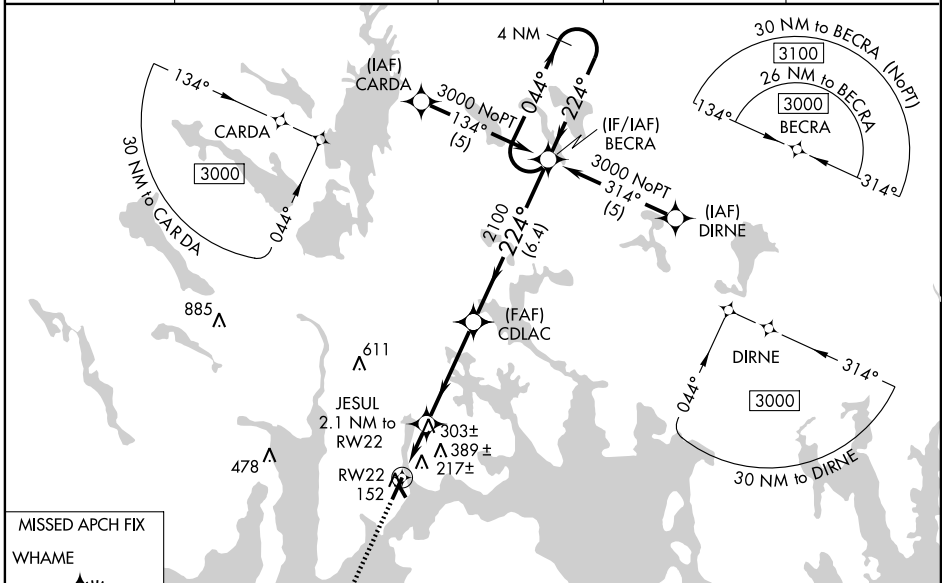 4 NM
044°
224°
(IAF)
CARDA
3000 NoPT
134°
(5)
(IF/IAF)
BECRA
3000 NoPT
314°
(5)
(IAF)
DIRNE
30 NM to BECRA (NoPT)
3100
26 NM to BECRA
3000
BECRA
134°
314°
134°
CARDA
3000
044°
30 NM to CARDA
2100
224°
(6.4)
(FAF)
CDLAC
885
611
478
JESUL
2.1 NM to
RW22
303±
389±
217±
RW22
152
DIRNE
314°
044°
3000
30 NM to DIRNE
MISSED APCH FIX
WHAME